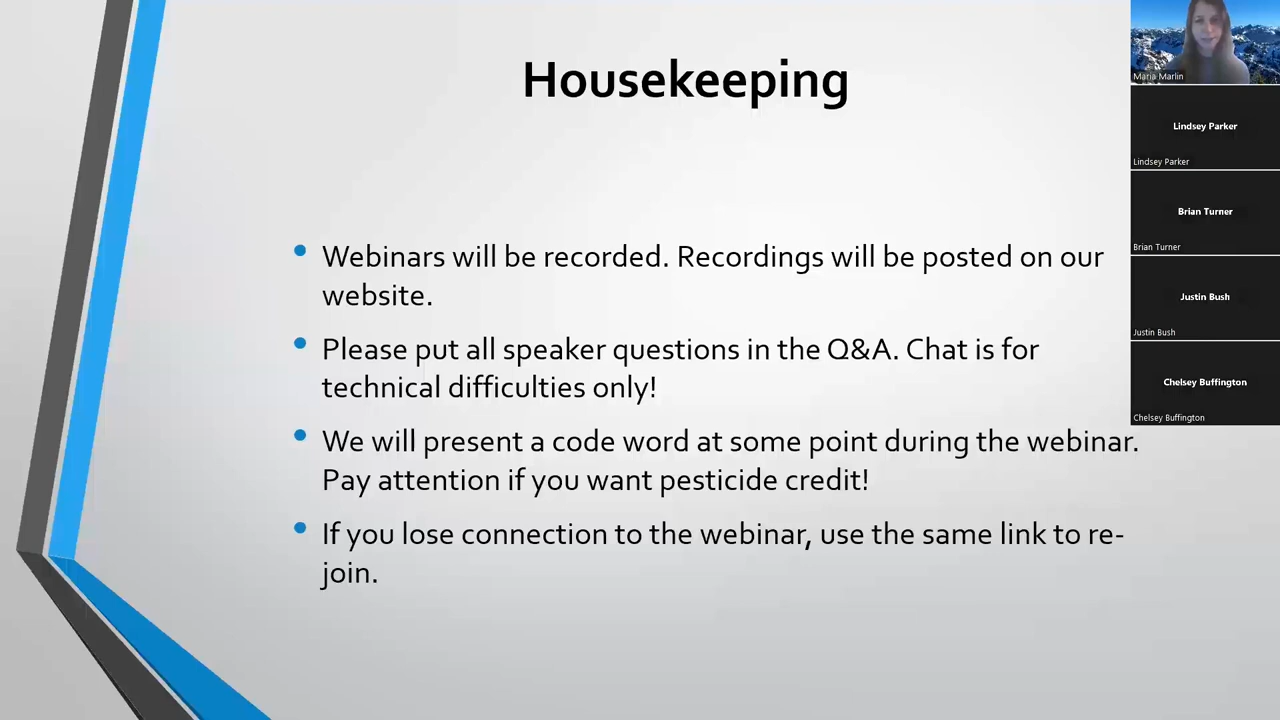 Housekeeping
Webinars will be recorded. Recordings will be posted on our
website.
Please put all speaker questions in the Q&A. Chat is for
technical difficulties only!
We will present a code word at some point during the webinar.
Pay attention if you want pesticide credit!
If you lose connection to the webinar, use the same link to re-
join.
Maria Marlin
Lindsey Parker
Lindsey Parker
Brian Turner
Brian Turner
Justin Bush
Justin Bush
Chelsey Buffington
Chelsey Buffington